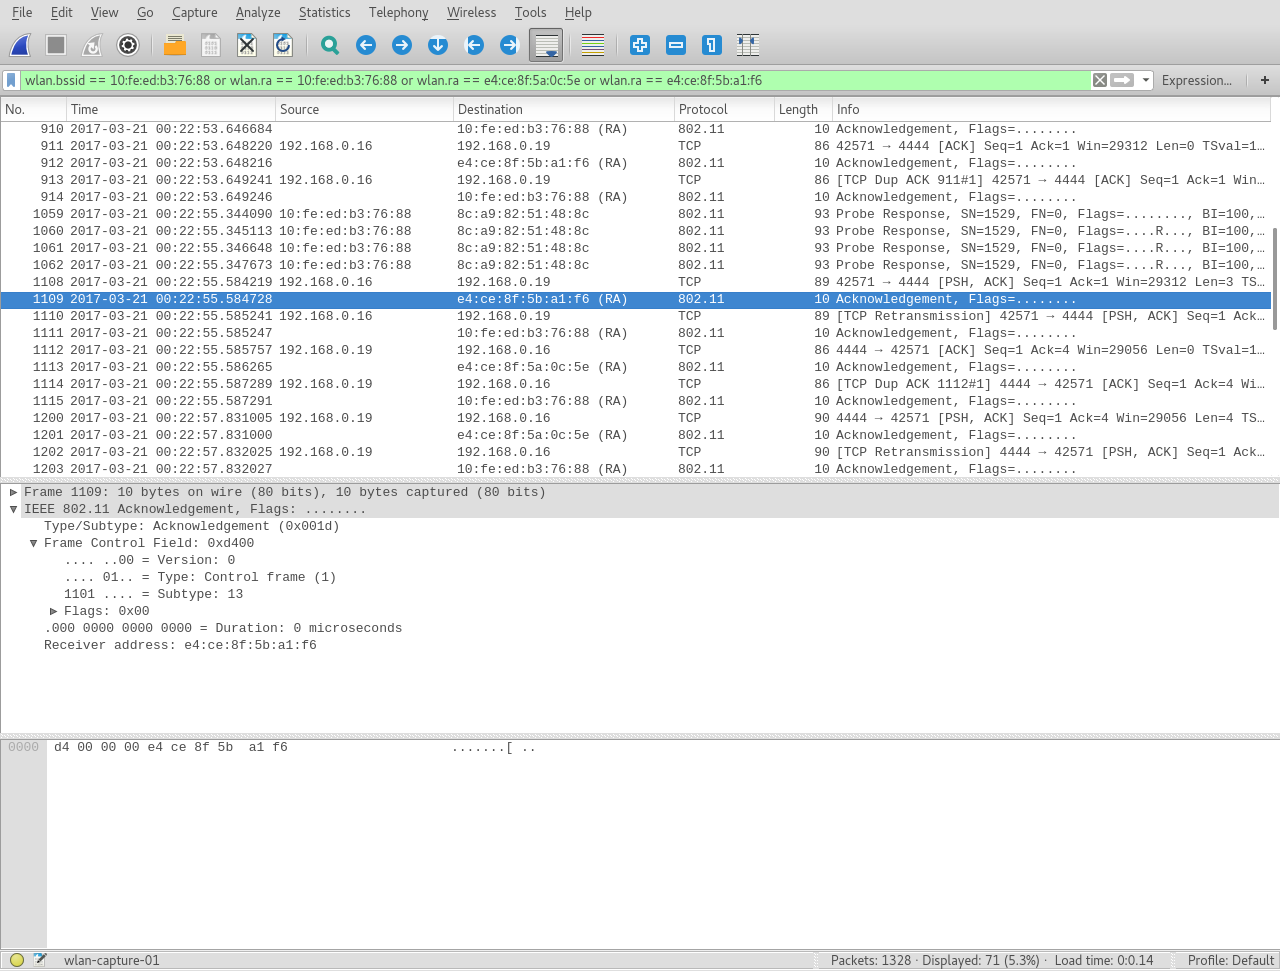 File Edit View Go Capture Analyze Statistics Telephony Wireless Tools Help
wlan.bssid == 10:fe:ed:b3:76:88 or wlan.ra == 10:fe:ed:b3:76:88 or wlan.ra == e4:ce:8f:5a:0c:5e or wlan.ra == e4:ce:8f:5b:a1:f6 Expression... +
No. Time Source Destination Protocol Length Info
910 2017-03-21 00:22:53.646684 10:fe:ed:b3:76:88 (RA) 802.11 10 Acknowledgement, Flags=........
911 2017-03-21 00:22:53.648220 192.168.0.16 192.168.0.19 TCP 86 42571 → 4444 [ACK] Seq=1 Ack=1 Win=29312 Len=0 TSval=1…
912 2017-03-21 00:22:53.648216 e4:ce:8f:5b:a1:f6 (RA) 802.11 10 Acknowledgement, Flags=........
913 2017-03-21 00:22:53.649241 192.168.0.16 192.168.0.19 TCP 86 [TCP Dup ACK 911#1] 42571 → 4444 [ACK] Seq=1 Ack=1 Win…
914 2017-03-21 00:22:53.649246 10:fe:ed:b3:76:88 (RA) 802.11 10 Acknowledgement, Flags=........
1059 2017-03-21 00:22:55.344090 10:fe:ed:b3:76:88 8c:a9:82:51:48:8c 802.11 93 Probe Response, SN=1529, FN=0, Flags=........, BI=100,…
1060 2017-03-21 00:22:55.345113 10:fe:ed:b3:76:88 8c:a9:82:51:48:8c 802.11 93 Probe Response, SN=1529, FN=0, Flags=....R..., BI=100,…
1061 2017-03-21 00:22:55.346648 10:fe:ed:b3:76:88 8c:a9:82:51:48:8c 802.11 93 Probe Response, SN=1529, FN=0, Flags=....R..., BI=100,…
1062 2017-03-21 00:22:55.347673 10:fe:ed:b3:76:88 8c:a9:82:51:48:8c 802.11 93 Probe Response, SN=1529, FN=0, Flags=....R..., BI=100,…
1108 2017-03-21 00:22:55.584219 192.168.0.16 192.168.0.19 TCP 89 42571 → 4444 [PSH, ACK] Seq=1 Ack=1 Win=29312 Len=3 TS…
1109 2017-03-21 00:22:55.584728 e4:ce:8f:5b:a1:f6 (RA) 802.11 10 Acknowledgement, Flags=........
1110 2017-03-21 00:22:55.585241 192.168.0.16 192.168.0.19 TCP 89 [TCP Retransmission] 42571 → 4444 [PSH, ACK] Seq=1 Ack…
1111 2017-03-21 00:22:55.585247 10:fe:ed:b3:76:88 (RA) 802.11 10 Acknowledgement, Flags=........
1112 2017-03-21 00:22:55.585757 192.168.0.19 192.168.0.16 TCP 86 4444 → 42571 [ACK] Seq=1 Ack=4 Win=29056 Len=0 TSval=1…
1113 2017-03-21 00:22:55.586265 e4:ce:8f:5a:0c:5e (RA) 802.11 10 Acknowledgement, Flags=........
1114 2017-03-21 00:22:55.587289 192.168.0.19 192.168.0.16 TCP 86 [TCP Dup ACK 1112#1] 4444 → 42571 [ACK] Seq=1 Ack=4 Wi…
1115 2017-03-21 00:22:55.587291 10:fe:ed:b3:76:88 (RA) 802.11 10 Acknowledgement, Flags=........
1200 2017-03-21 00:22:57.831005 192.168.0.19 192.168.0.16 TCP 90 4444 → 42571 [PSH, ACK] Seq=1 Ack=4 Win=29056 Len=4 TS…
1201 2017-03-21 00:22:57.831000 e4:ce:8f:5a:0c:5e (RA) 802.11 10 Acknowledgement, Flags=........
1202 2017-03-21 00:22:57.832025 192.168.0.19 192.168.0.16 TCP 90 [TCP Retransmission] 4444 → 42571 [PSH, ACK] Seq=1 Ack…
1203 2017-03-21 00:22:57.832027 10:fe:ed:b3:76:88 (RA) 802.11 10 Acknowledgement, Flags=........
Frame 1109: 10 bytes on wire (80 bits), 10 bytes captured (80 bits)
IEEE 802.11 Acknowledgement, Flags: ........
Type/Subtype: Acknowledgement (0x001d)
Frame Control Field: 0xd400
.... ..00 = Version: 0
.... 01.. = Type: Control frame (1)
1101 .... = Subtype: 13
Flags: 0x00
.000 0000 0000 0000 = Duration: 0 microseconds
Receiver address: e4:ce:8f:5b:a1:f6
0000 d4 00 00 00 e4 ce 8f 5b a1 f6 .......[ ..
wlan-capture-01 Packets: 1328 · Displayed: 71 (5.3%) · Load time: 0:0.14 Profile: Default